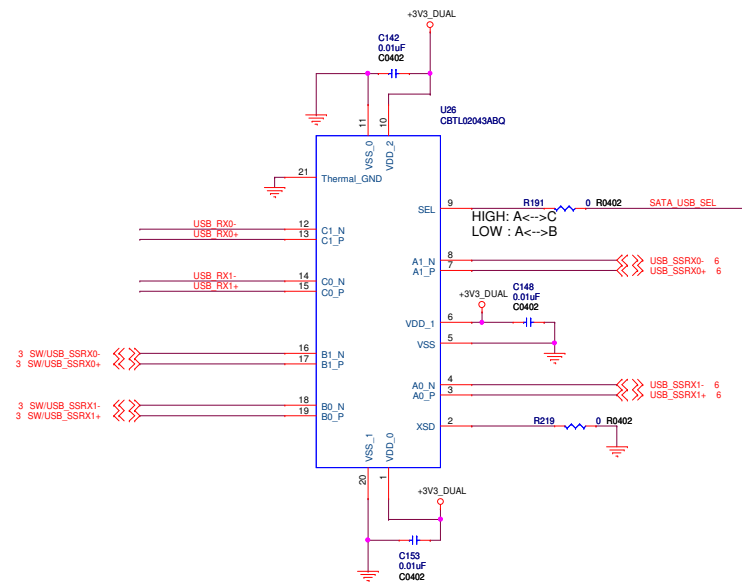 +3V3_DUAL
C142
0.01uF
C0402
U26
CBTL02043ABQ
11
10
VSS_0
VDD_2
21
Thermal_GND
SEL
9
R191
0
R0402
SATA_USB_SEL
HIGH: A<-->C
LOW : A<-->B
USB_RX0-
12
C1_N
USB_RX0+
13
C1_P
A1_N
8
USB_SSRX0-
6
A1_P
7
USB_SSRX0+
6
USB_RX1-
14
C0_N
USB_RX1+
15
C0_P
+3V3_DUAL
C148
0.01uF
C0402
VDD_1
6
VSS
5
3
SW/USB_SSRX0-
16
B1_N
3
SW/USB_SSRX0+
17
B1_P
A0_N
4
USB_SSRX1-
6
A0_P
3
USB_SSRX1+
6
3
SW/USB_SSRX1-
18
B0_N
3
SW/USB_SSRX1+
19
B0_P
XSD
2
R219
0
R0402
VSS_1
VDD_0
20
1
+3V3_DUAL
C153
0.01uF
C0402